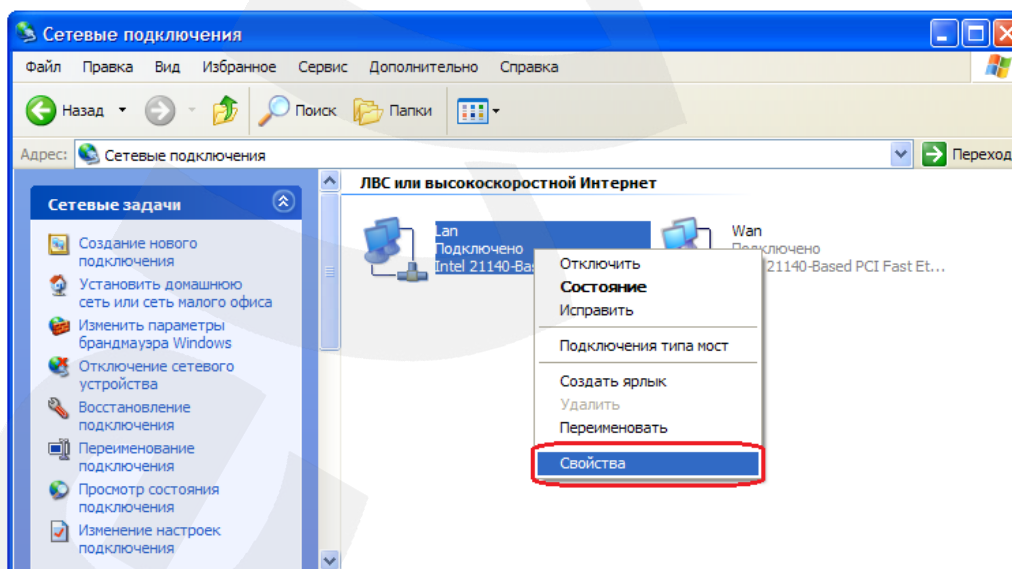 Сетевые подключения
Файл Правка Вид Избранное Сервис Дополнительно Справка
Назад Поиск Папки
Адрес: Сетевые подключения Переход
Сетевые задачи
Создание нового
подключения
Установить домашнюю
сеть или сеть малого офиса
Изменить параметры
брандмауэра Windows
Отключение сетевого
устройства
Восстановление
подключения
Переименование
подключения
Просмотр состояния
подключения
Изменение настроек
подключения
ЛВС или высокоскоростной Интернет
Lan
Подключено
Intel 21140-Bas
Wan
Подключено
21140-Based PCI Fast Et...
Отключить
Состояние
Исправить
Подключения типа мост
Создать ярлык
Удалить
Переименовать
Свойства